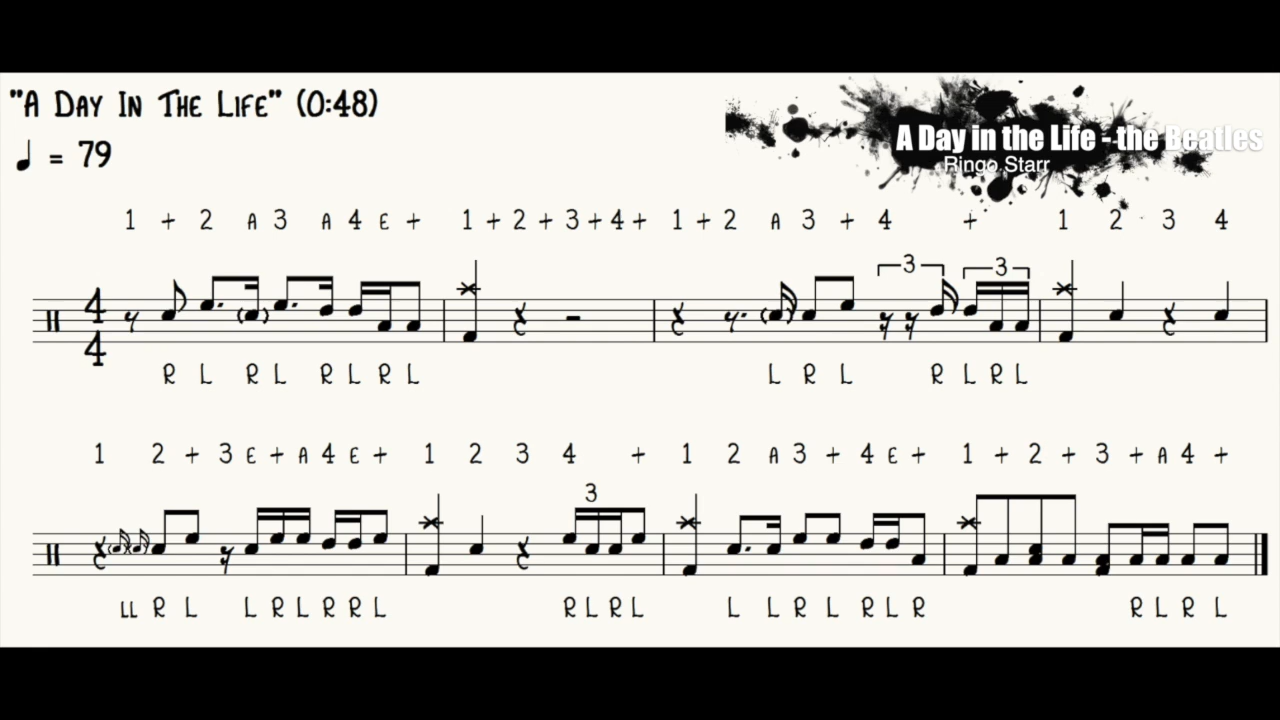 "A Day In The Life" (0:48)
A Day in the Life - the Beatles
= 79
Ringo Starr
1 + 2 A 3 A 4 E + 1 + 2 + 3 + 4 + 1 + 2 A 3 + 4 + 1 2 3 4
3 3
4
4
R L R L R L R L L R L R L R L
1 2 + 3 E + A 4 E + 1 2 3 4 + 1 2 A 3 + 4 E + 1 + 2 + 3 + A 4 +
3
LL R L L R L R R L R L R L L L R L R L R R L R L